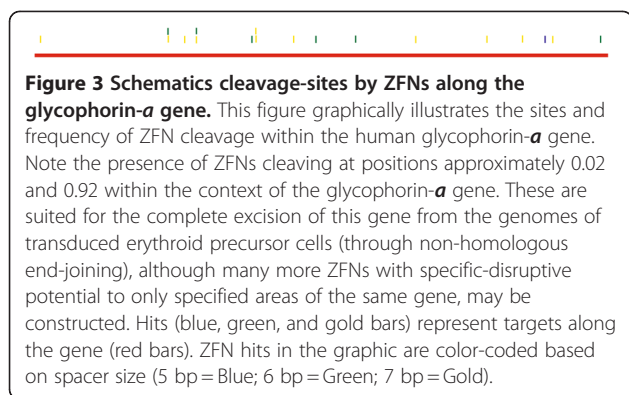 Figure 3 Schematics cleavage-sites by ZFNs along the
glycophorin-a gene. This figure graphically illustrates the sites and
frequency of ZFN cleavage within the human glycophorin-a gene.
Note the presence of ZFNs cleaving at positions approximately 0.02
and 0.92 within the context of the glycophorin-a gene. These are
suited for the complete excision of this gene from the genomes of
transduced erythroid precursor cells (through non-homologous
end-joining), although many more ZFNs with specific-disruptive
potential to only specified areas of the same gene, may be
constructed. Hits (blue, green, and gold bars) represent targets along
the gene (red bars). ZFN hits in the graphic are color-coded based
on spacer size (5 bp = Blue; 6 bp = Green; 7 bp = Gold).